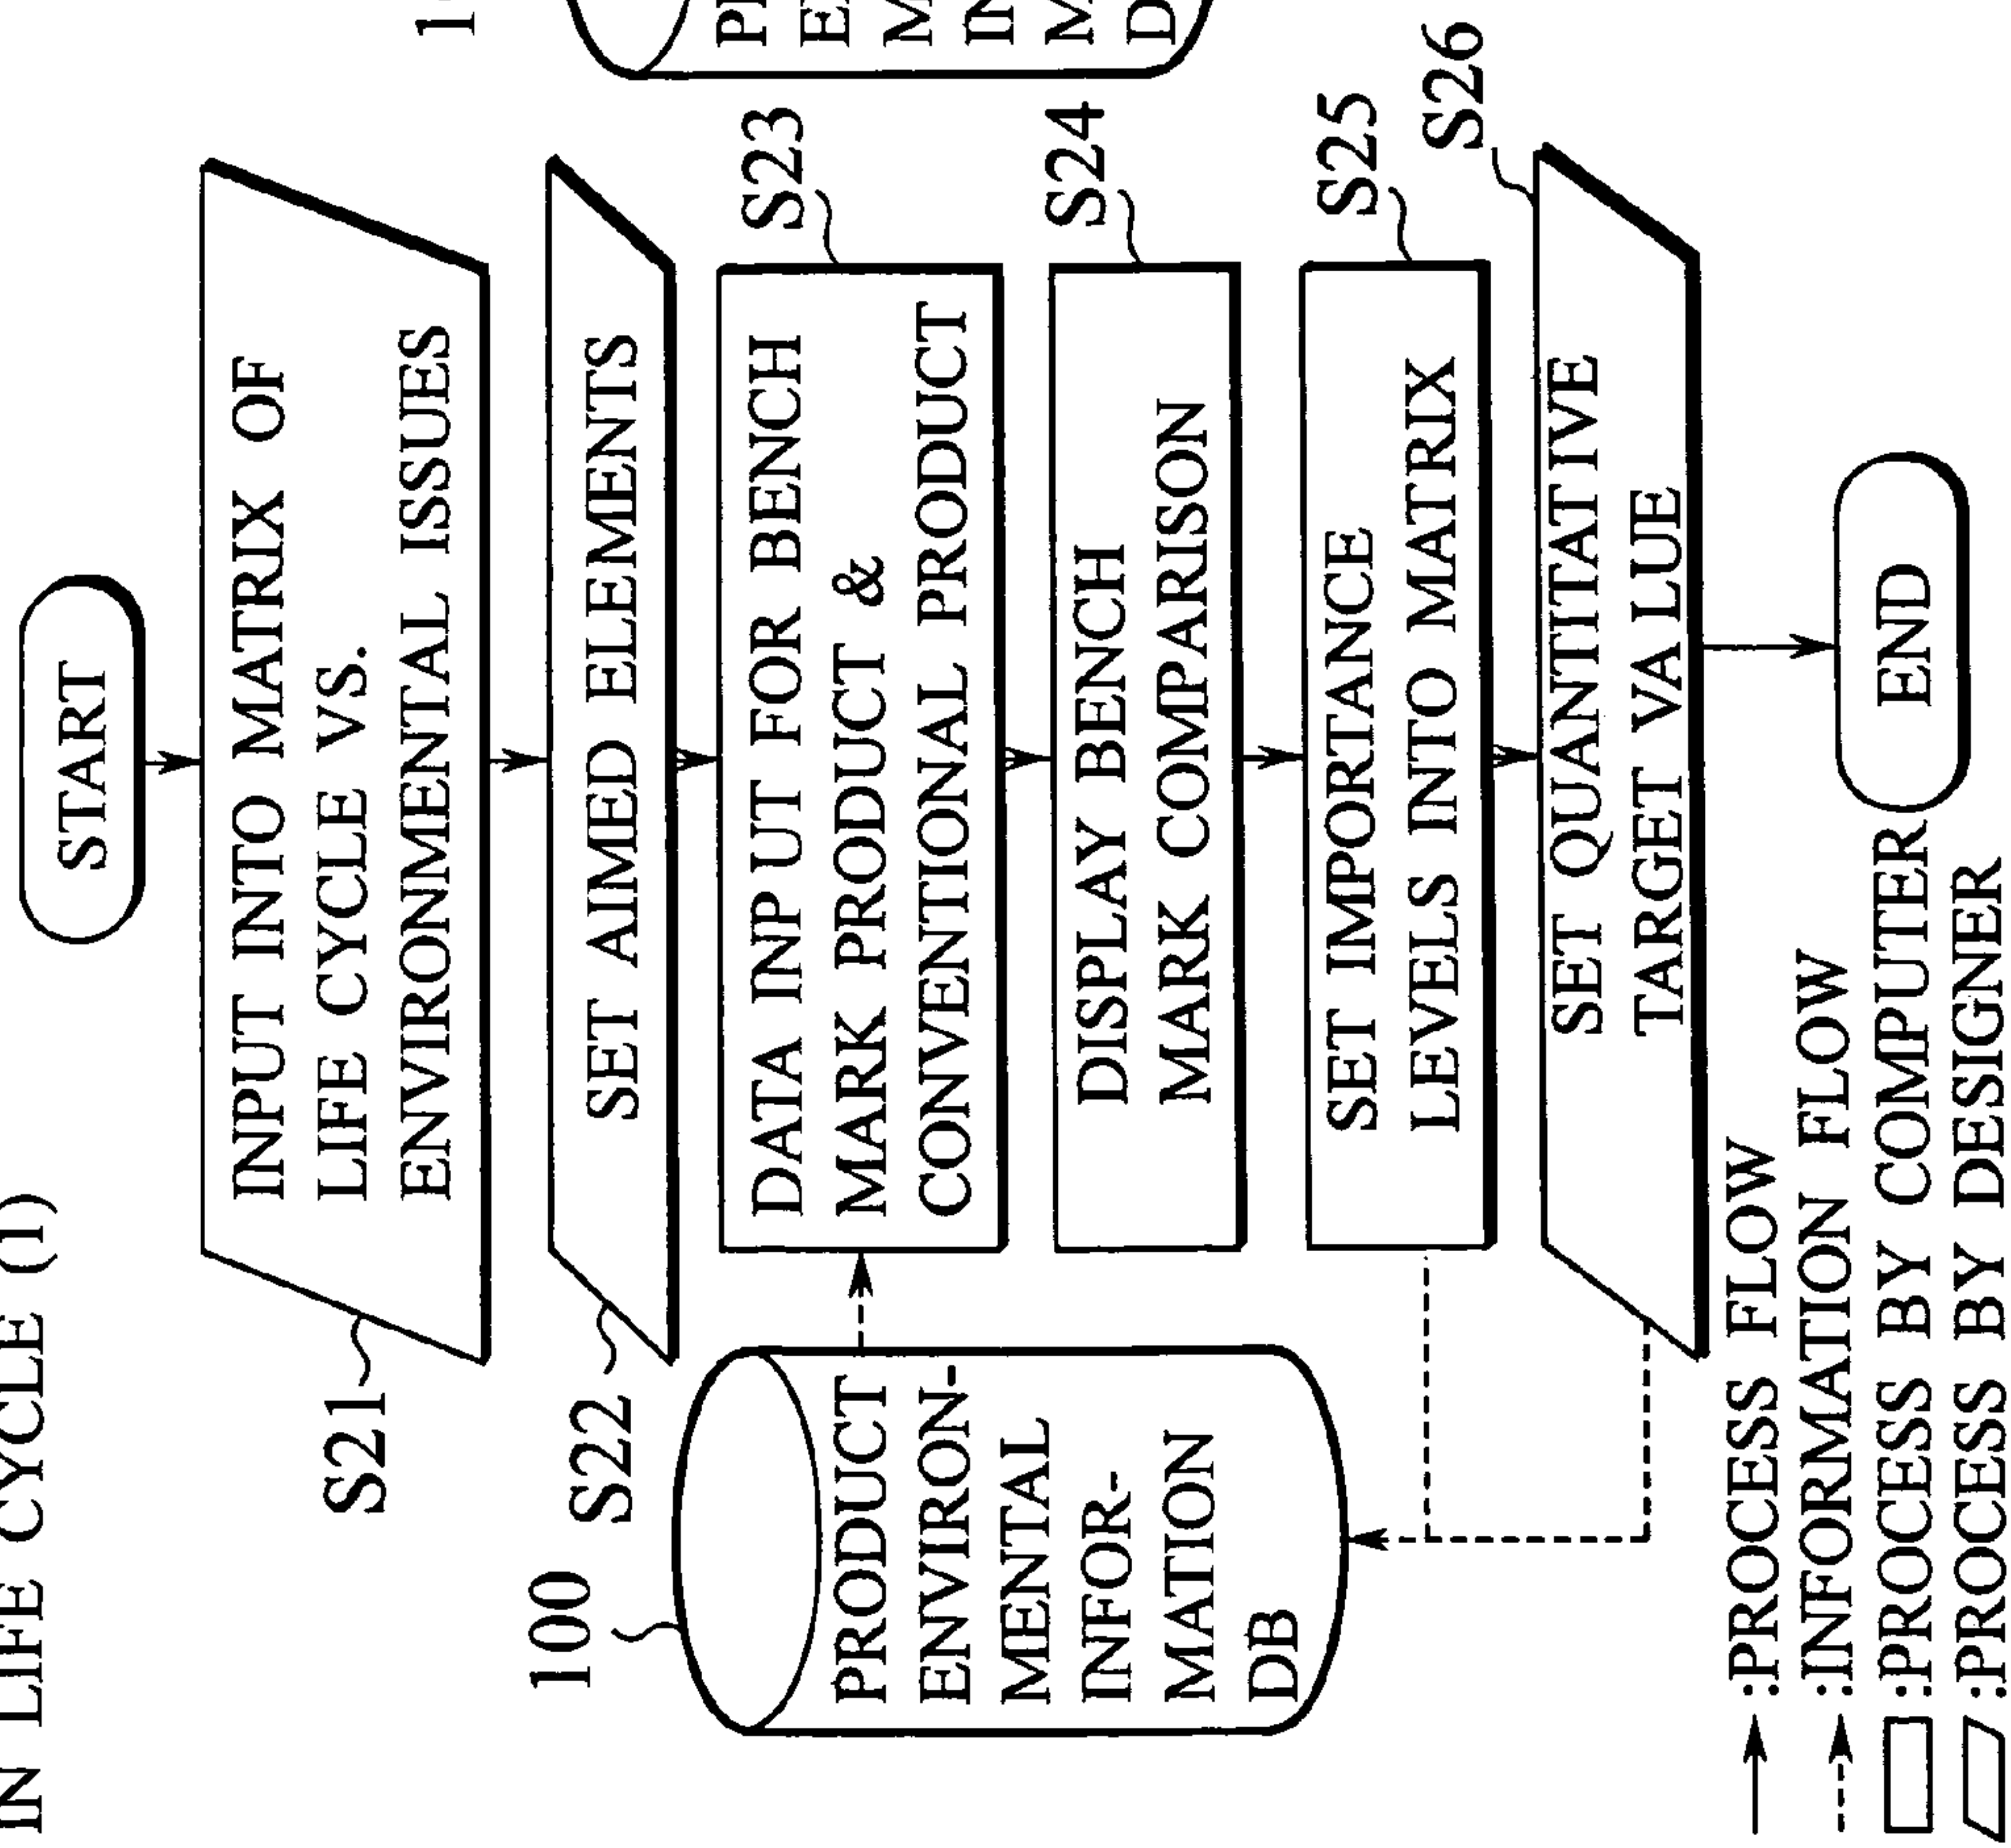 IN LIFE CYCLE (1)
START
INPUT INTO MATRIX OF
LIFE CYCLE VS.
ENVIRONMENTAL ISSUES
S21
SET AIMED ELEMENTS
S22
DATA INPUT FOR BENCH
MARK PRODUCT &
CONVENTIONAL PRODUCT
S23
DISPLAY BENCH
MARK COMPARISON
S24
SET IMPORTANCE
LEVELS INTO MATRIX
S25
SET QUANTITATIVE
TARGET VA LUE
S26
END
100
PRODUCT
ENVIRON-
MENTAL
INFOR-
MATION
DB
:PROCESS FLOW
:INFORMATION FLOW
:PROCESS BY COMPUTER
:PROCESS BY DESIGNER